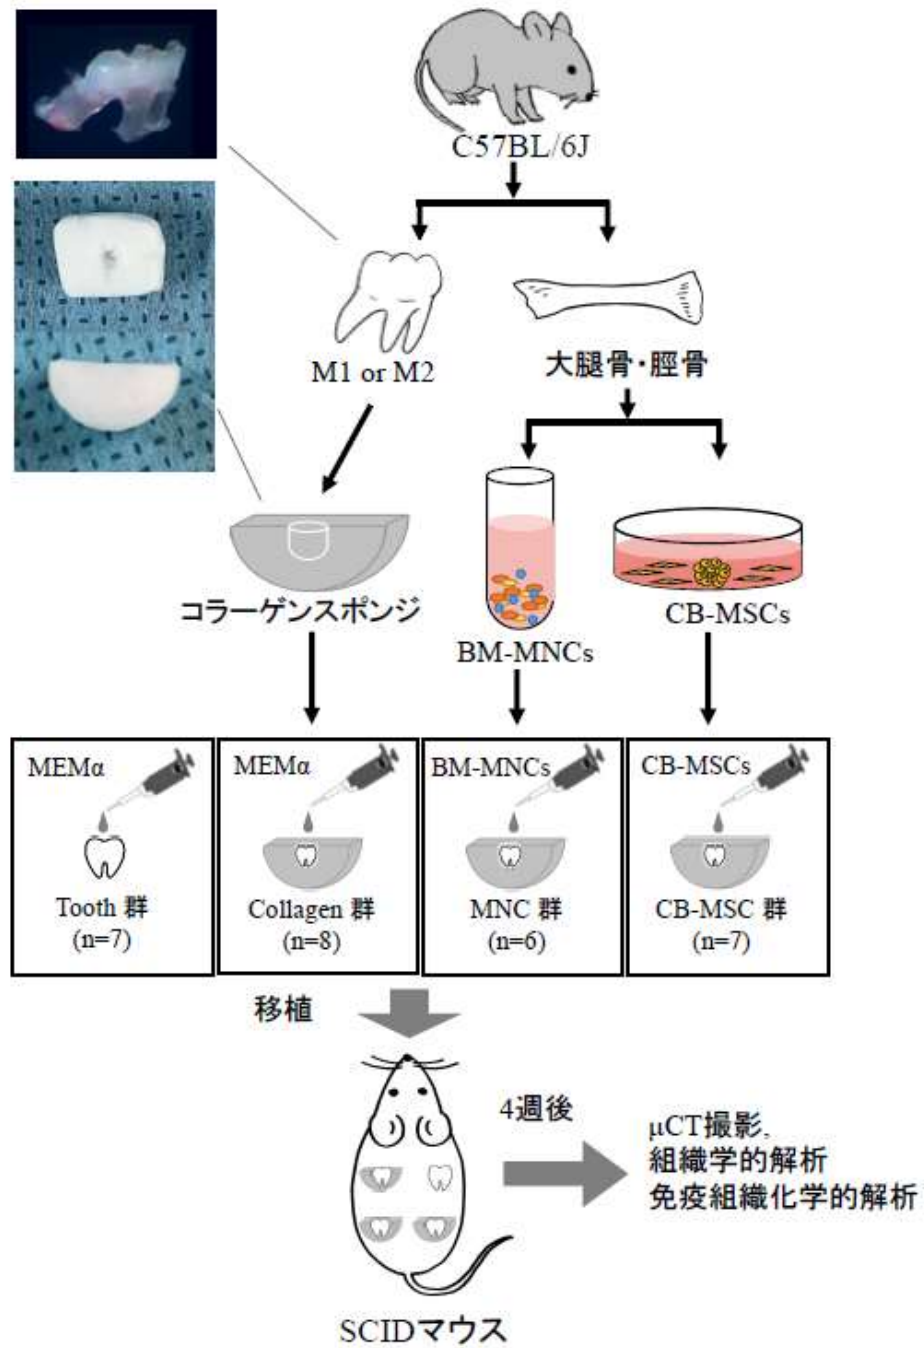 C57BL/6J
M1 or M2
大腿骨・脛骨
コラーゲンスポンジ
BM-MNCs
CB-MSCs
MEMα
Tooth 群
(n=7)
MEMα
Collagen 群
(n=8)
BM-MNCs
MNC 群
(n=6)
CB-MSCs
CB-MSC 群
(n=7)
移植
4週後
μCT撮影,
組織学的解析
免疫組織化学的解析
SCIDマウス